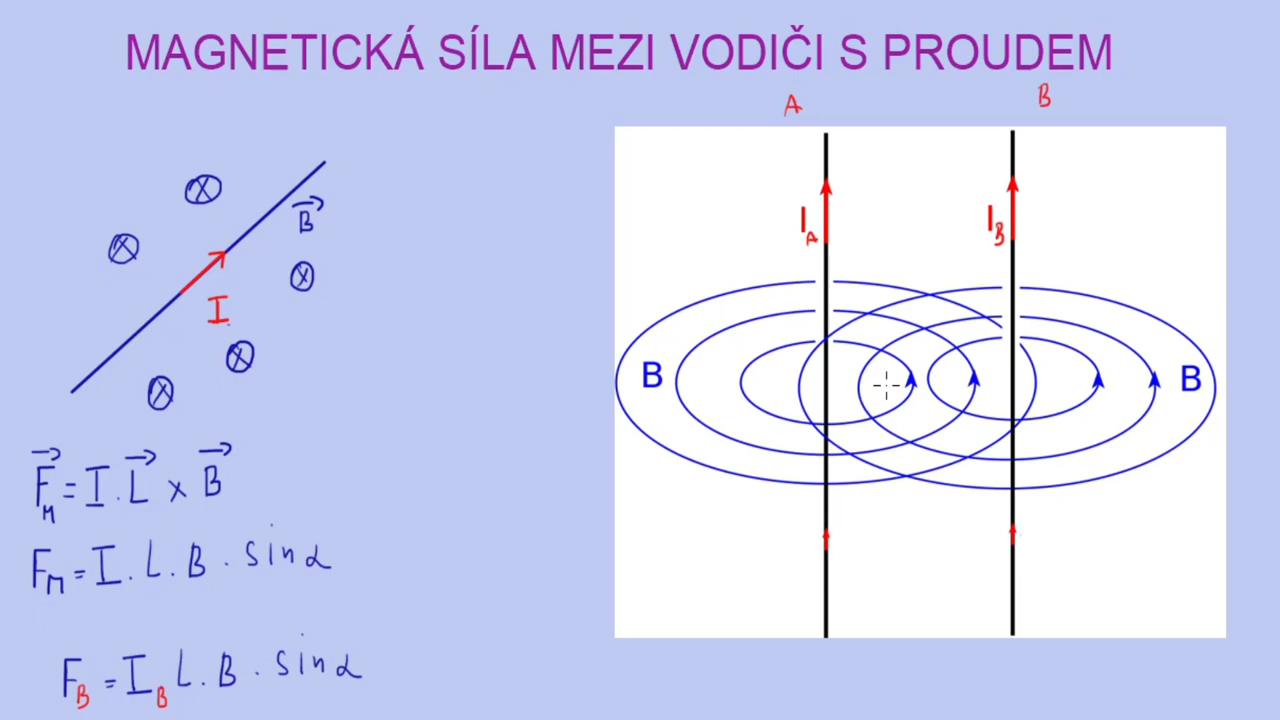 MAGNETICKÁ SÍLA MEZI VODIČI S PROUDEM
A B
B⃗
I
I_A I_B
B B
F⃗_M = I . L⃗ × B⃗
F_M = I . L . B . sin α
F_B = I_B L . B . sin α